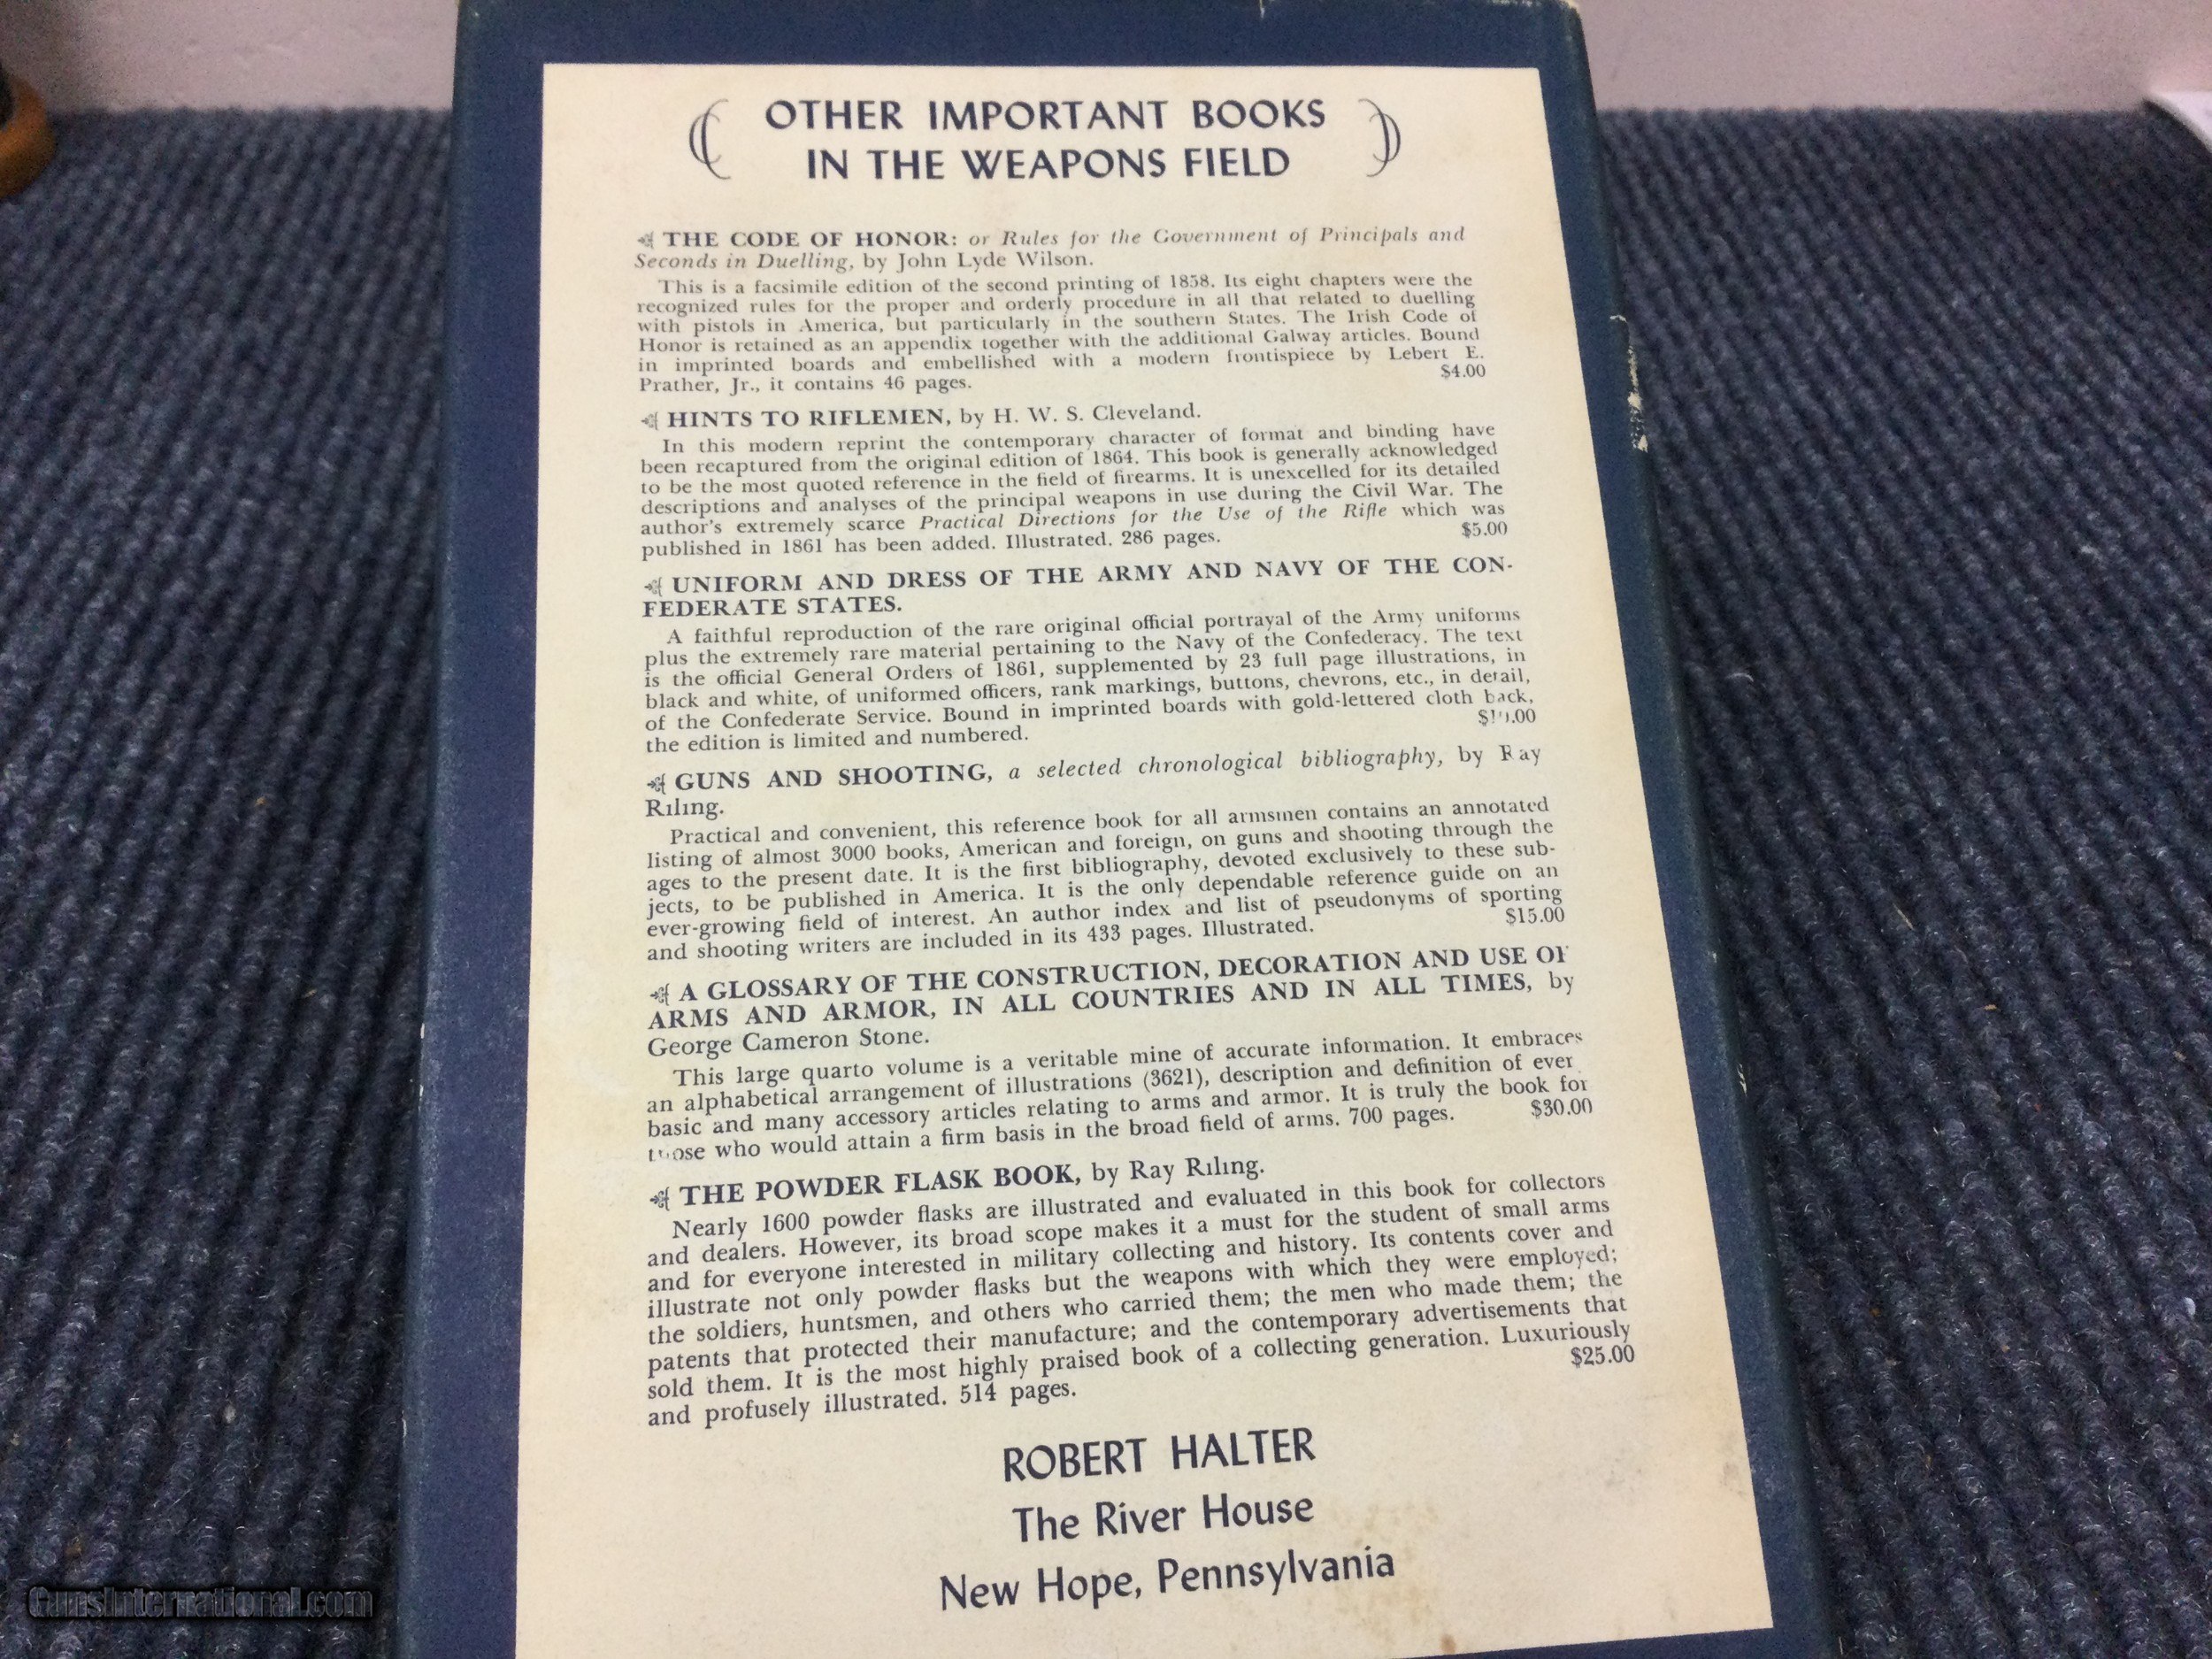 OTHER IMPORTANT BOOKS
IN THE WEAPONS FIELD
THE CODE OF HONOR: or Rules for the Government of Principals and
Seconds in Duelling, by John Lyde Wilson.
This is a facsimile edition of the second printing of 1858. Its eight chapters were the
recognized rules for the proper and orderly procedure in all that related to duelling
with pistols in America, but particularly in the southern States. The Irish Code of
Honor is retained as an appendix together with the additional Galway articles. Bound
in imprinted boards and embellished with a modern frontispiece by Lebert E.
Prather, Jr., it contains 46 pages. $4.00
HINTS TO RIFLEMEN, by H. W. S. Cleveland.
In this modern reprint the contemporary character of format and binding have
been recaptured from the original edition of 1864. This book is generally acknowledged
to be the most quoted reference in the field of firearms. It is unexcelled for its detailed
descriptions and analyses of the principal weapons in use during the Civil War. The
author's extremely scarce Practical Directions for the Use of the Rifle which was
published in 1861 has been added. Illustrated. 286 pages. $5.00
UNIFORM AND DRESS OF THE ARMY AND NAVY OF THE CON-
FEDERATE STATES.
A faithful reproduction of the rare original official portrayal of the Army uniforms
plus the extremely rare material pertaining to the Navy of the Confederacy. The text
is the official General Orders of 1861, supplemented by 23 full page illustrations, in
black and white, of uniformed officers, rank markings, buttons, chevrons, etc., in detail,
of the Confederate Service. Bound in imprinted boards with gold-lettered cloth back,
the edition is limited and numbered.
GUNS AND SHOOTING, a selected chronological bibliography, by Ray
Riling.
Practical and convenient, this reference book for all armsmen contains an annotated
listing of almost 3000 books, American and foreign, on guns and shooting through the
ages to the present date. It is the first bibliography, devoted exclusively to these sub-
jects, to be published in America. It is the only dependable reference guide on an
ever-growing field of interest. An author index and list of pseudonyms of sporting
and shooting writers are included in its 433 pages. Illustrated. $15.00
A GLOSSARY OF THE CONSTRUCTION, DECORATION AND USE OF
ARMS AND ARMOR, IN ALL COUNTRIES AND IN ALL TIMES, by
George Cameron Stone.
This large quarto volume is a veritable mine of accurate information. It embraces
an alphabetical arrangement of illustrations (3621), description and definition of ever
basic and many accessory articles relating to arms and armor. It is truly the book for
those who would attain a firm basis in the broad field of arms. 700 pages. $30.00
THE POWDER FLASK BOOK, by Ray Riling.
Nearly 1600 powder flasks are illustrated and evaluated in this book for collectors
and dealers. However, its broad scope makes it a must for the student of small arms
and for everyone interested in military collecting and history. Its contents cover and
illustrate not only powder flasks but the weapons with which they were employed;
the soldiers, huntsmen, and others who carried them; the men who made them; the
patents that protected their manufacture; and the contemporary advertisements that
sold them. It is the most highly praised book of a collecting generation. Luxuriously
and profusely illustrated. 514 pages. $25.00
ROBERT HALTER
The River House
New Hope, Pennsylvania
GunsInternational.com